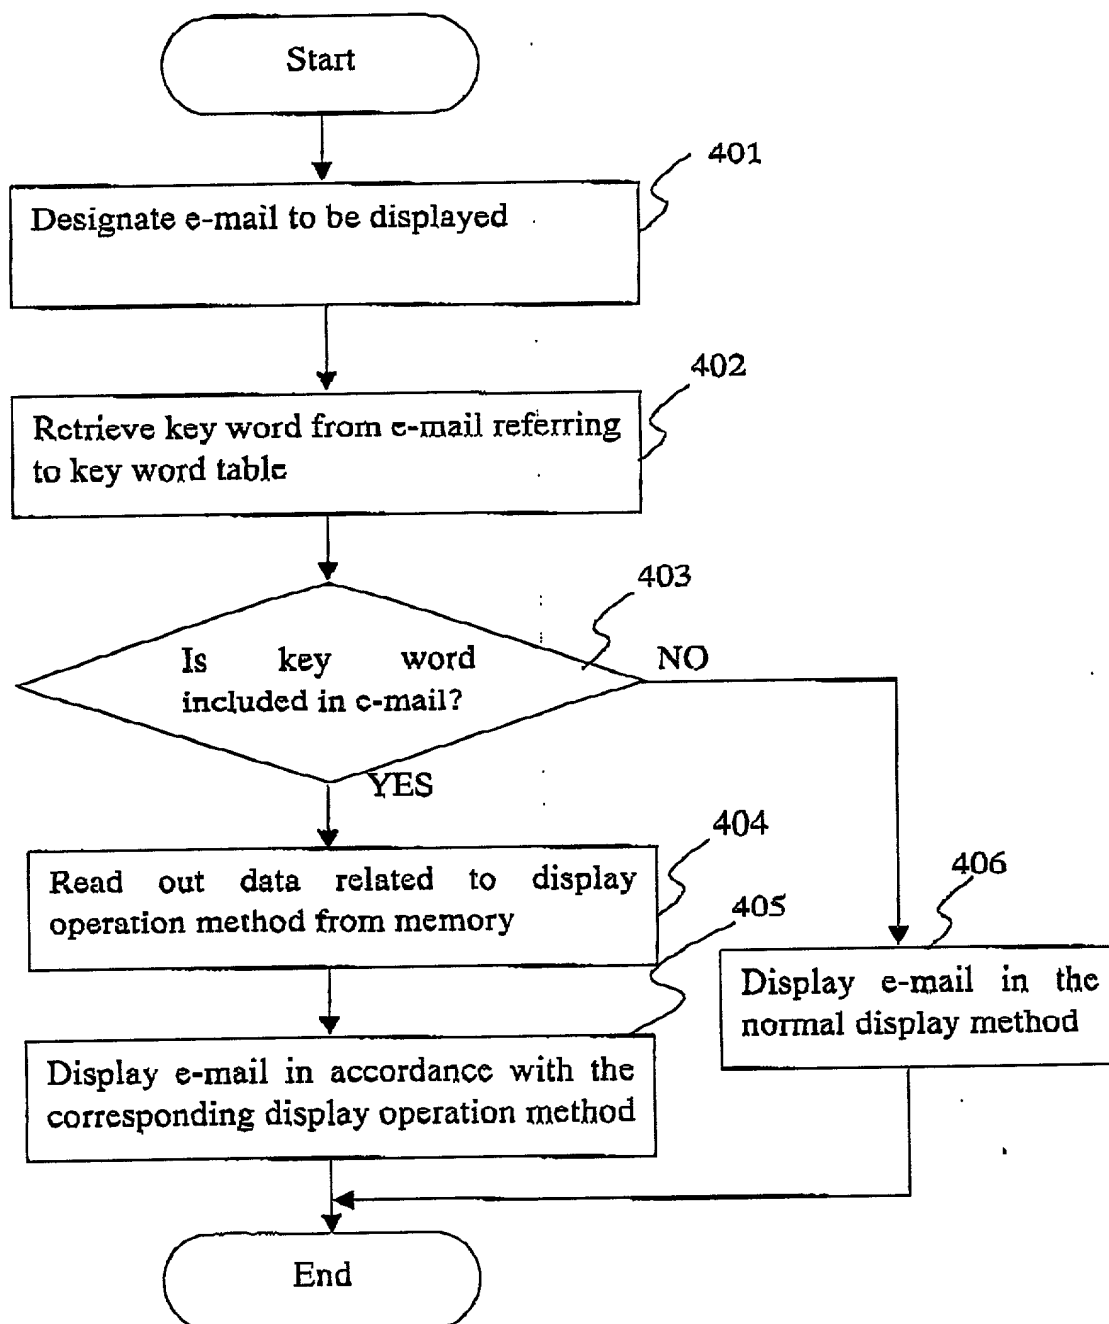 Start
401
Designate e-mail to be displayed
402
Retrieve key word from e-mail referring
to key word table
403
Is key word
included in e-mail?
NO
YES
404
Read out data related to display
operation method from memory
405
406
Display e-mail in the
normal display method
Display e-mail in accordance with the
corresponding display operation method
End